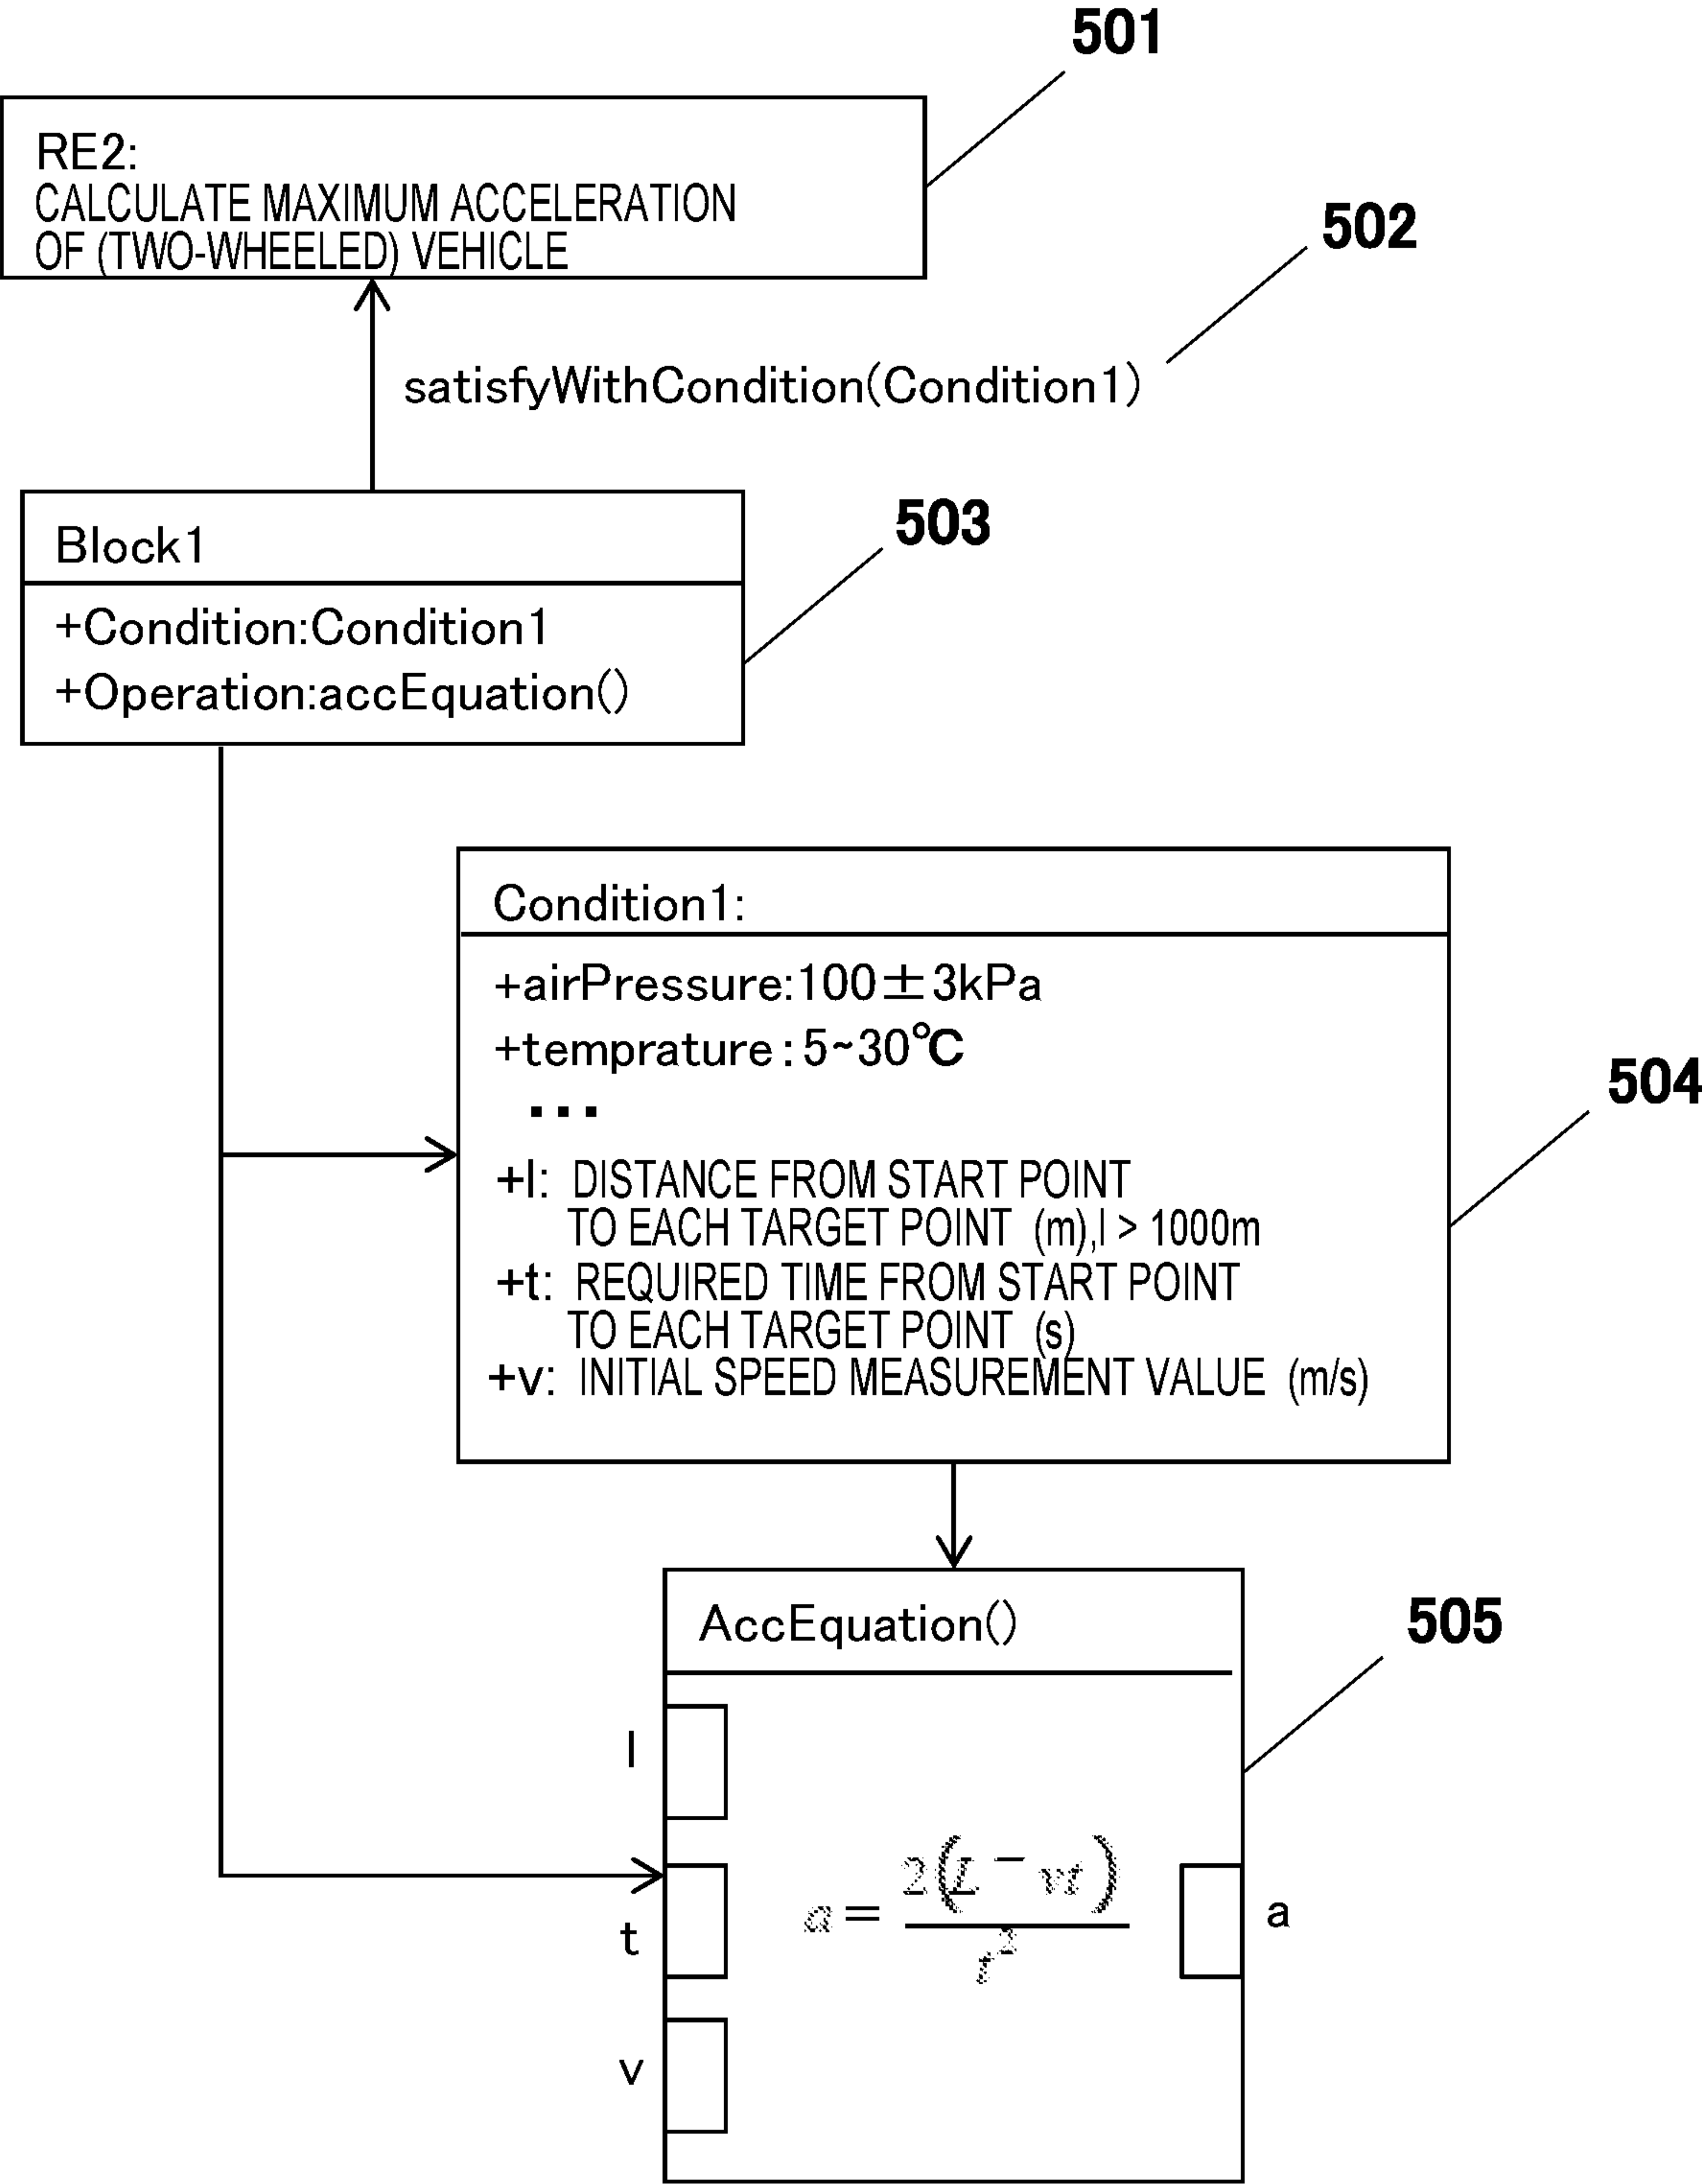 501
RE2:
CALCULATE MAXIMUM ACCELERATION
OF (TWO-WHEELED) VEHICLE
502
satisfyWithCondition(Condition1)
503
Block1
+Condition:Condition1
+Operation:accEquation()
Condition1:
+airPressure:100±3kPa
+temprature:5~30℃
...
504
+l: DISTANCE FROM START POINT
TO EACH TARGET POINT (m),l > 1000m
+t: REQUIRED TIME FROM START POINT
TO EACH TARGET POINT (s)
+v: INITIAL SPEED MEASUREMENT VALUE (m/s)
AccEquation()
505
l
a = 2(L - vt) / t²
t
a
v